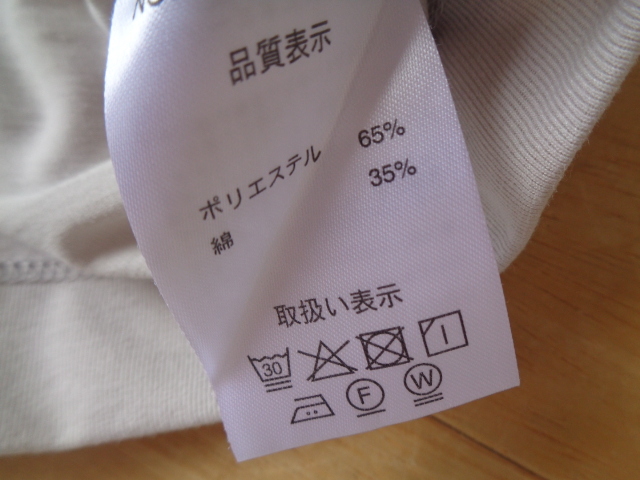 品質表示
ポリエステル 65%
綿 35%
取扱い表示
30
F W